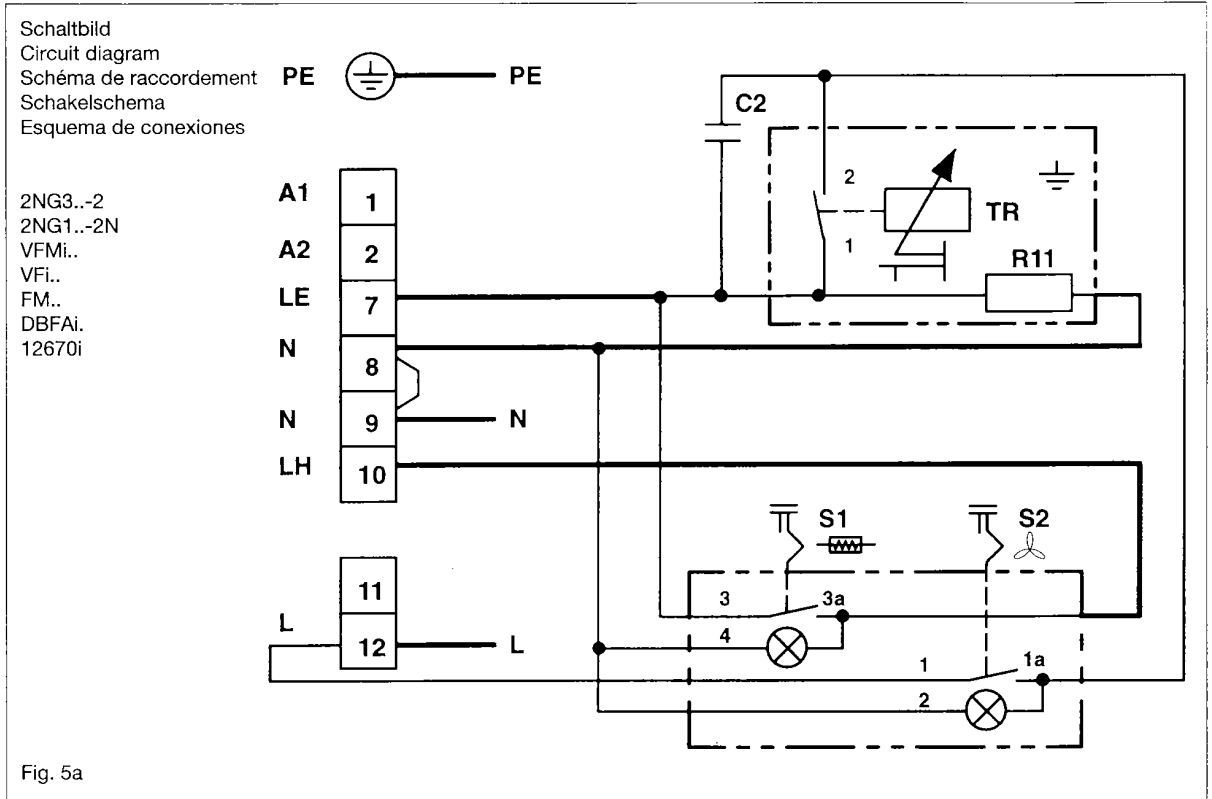 Schaltbild
Circuit diagram
Schéma de raccordement
Schakelschema
Esquema de conexiones
PE
PE
2NG3..-2
2NG1..-2N
VFMi..
VFi..
FM..
DBFAi.
12670i
C2
2
TR
1
R11
A1
1
A2
2
LE
7
N
8
N
9
N
LH
10
S1
S2
11
L
12
L
3
3a
4
1
1a
2
Fig. 5a